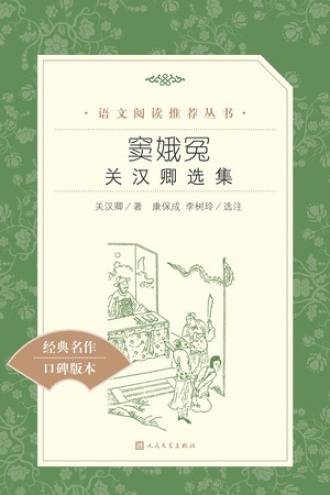 ·语文阅读推荐丛书·
窦娥冤
关汉卿选集
关汉卿/著 康保成 李树玲/选注
经典名作
口碑版本
人民文学出版社